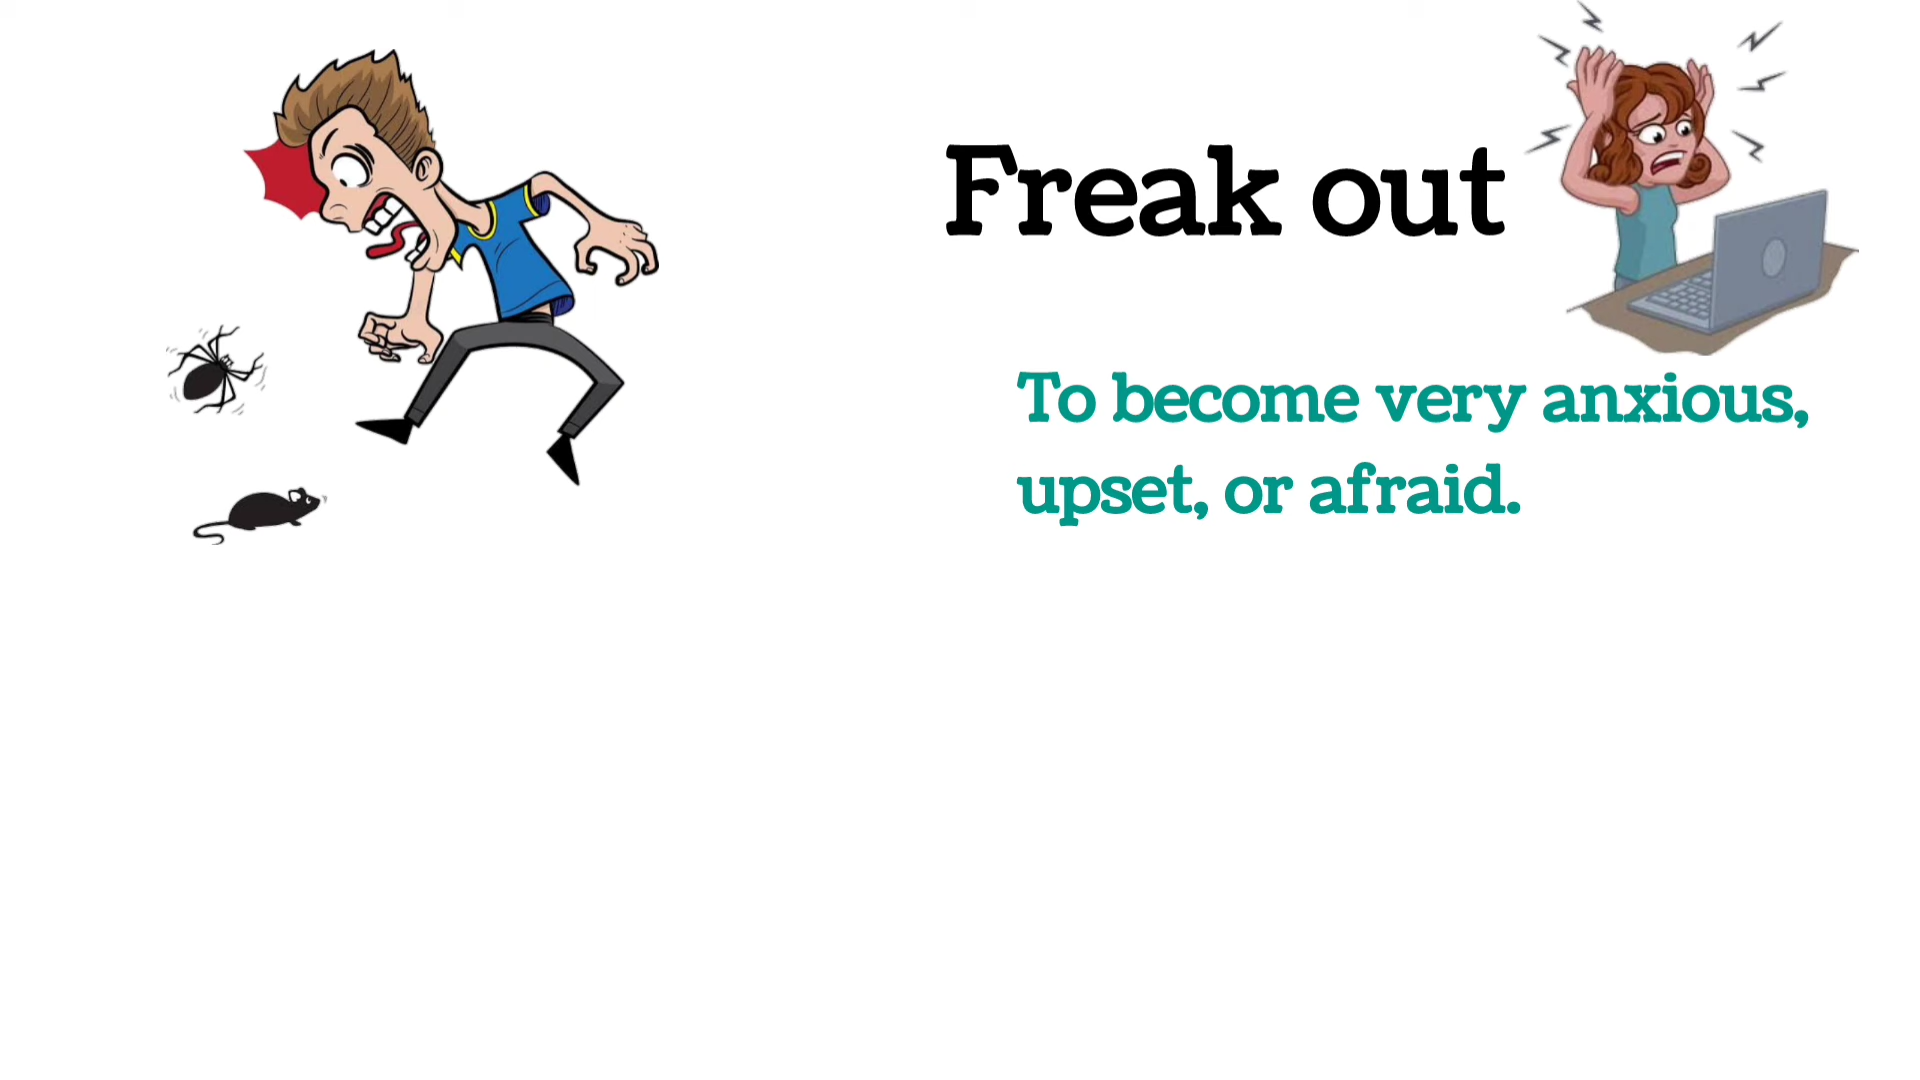 Freak out
To become very anxious,
upset, or afraid.